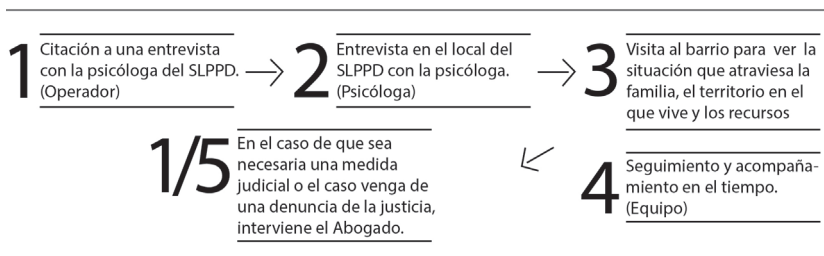 1
Citación a una entrevista
con la psicóloga del SLPPD.
(Operador)
2
Entrevista en el local del
SLPPD con la psicóloga.
(Psicóloga)
3
Visita al barrio para ver la
situación que atraviesa la
familia, el territorio en el
que vive y los recursos
4
Seguimiento y acompaña-
miento en el tiempo.
(Equipo)
1/5
En el caso de que sea
necesaria una medida
judicial o el caso venga de
una denuncia de la justicia,
interviene el Abogado.